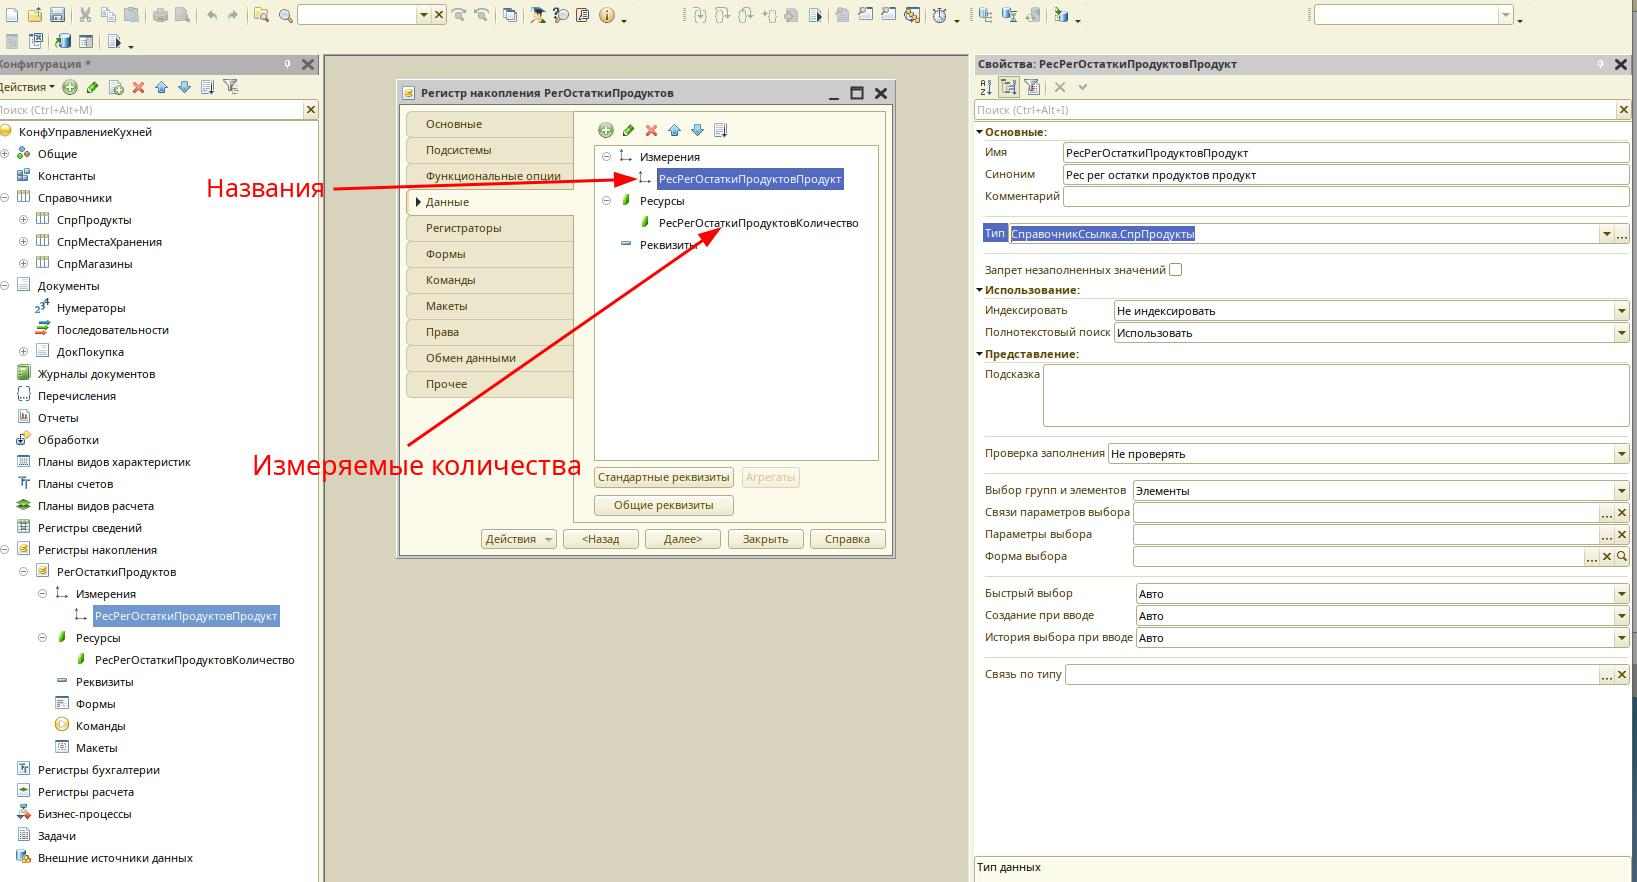 Конфигурация *
Действия
Поиск (Ctrl+Alt+M)
КонфУправлениеКухней
Общие
Константы
Справочники
СпрПродукты
СпрМестаХранения
СпрМагазины
Документы
Нумераторы
Последовательности
ДокПокупка
Журналы документов
Перечисления
Отчеты
Обработки
Планы видов характеристик
Планы счетов
Планы видов расчета
Регистры сведений
Регистры накопления
РегОстаткиПродуктов
Измерения
РесРегОстаткиПродуктовПродукт
Ресурсы
РесРегОстаткиПродуктовКоличество
Реквизиты
Формы
Команды
Макеты
Регистры бухгалтерии
Регистры расчета
Бизнес-процессы
Задачи
Внешние источники данных
Названия
Измеряемые количества
Регистр накопления РегОстаткиПродуктов
Основные
Подсистемы
Функциональные опции
Данные
Регистраторы
Формы
Команды
Макеты
Права
Обмен данными
Прочее
Измерения
РесРегОстаткиПродуктовПродукт
Ресурсы
РесРегОстаткиПродуктовКоличество
Реквизиты
Стандартные реквизиты Агрегаты
Общие реквизиты
Действия <Назад Далее> Закрыть Справка
Свойства: РесРегОстаткиПродуктовПродукт
Поиск (Ctrl+Alt+I)
Основные:
Имя РесРегОстаткиПродуктовПродукт
Синоним Рес рег остатки продуктов продукт
Комментарий
Тип СправочникСсылка.СпрПродукты
Запрет незаполненных значений
Использование:
Индексировать Не индексировать
Полнотекстовый поиск Использовать
Представление:
Подсказка
Проверка заполнения Не проверять
Выбор групп и элементов Элементы
Связи параметров выбора
Параметры выбора
Форма выбора
Быстрый выбор Авто
Создание при вводе Авто
История выбора при вводе Авто
Связь по типу
Тип данных